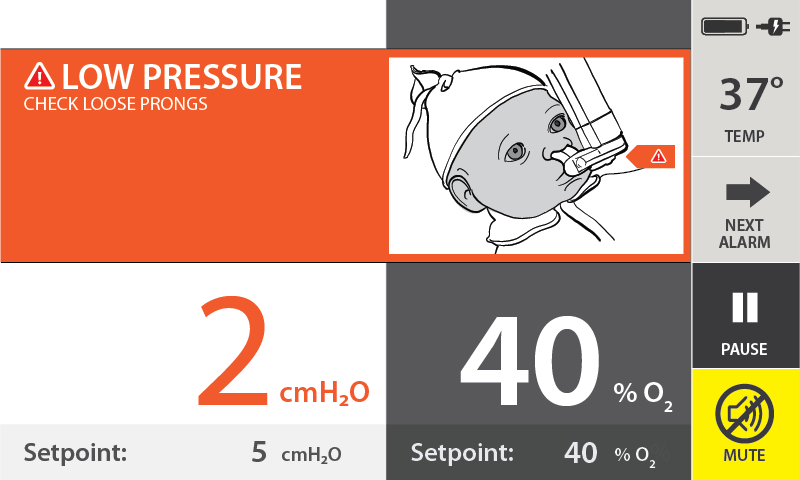 LOW PRESSURE
CHECK LOOSE PRONGS
37°
TEMP
NEXT
ALARM
2 cmH₂O
40 % O₂
PAUSE
Setpoint: 5 cmH₂O
Setpoint: 40 % O₂
MUTE